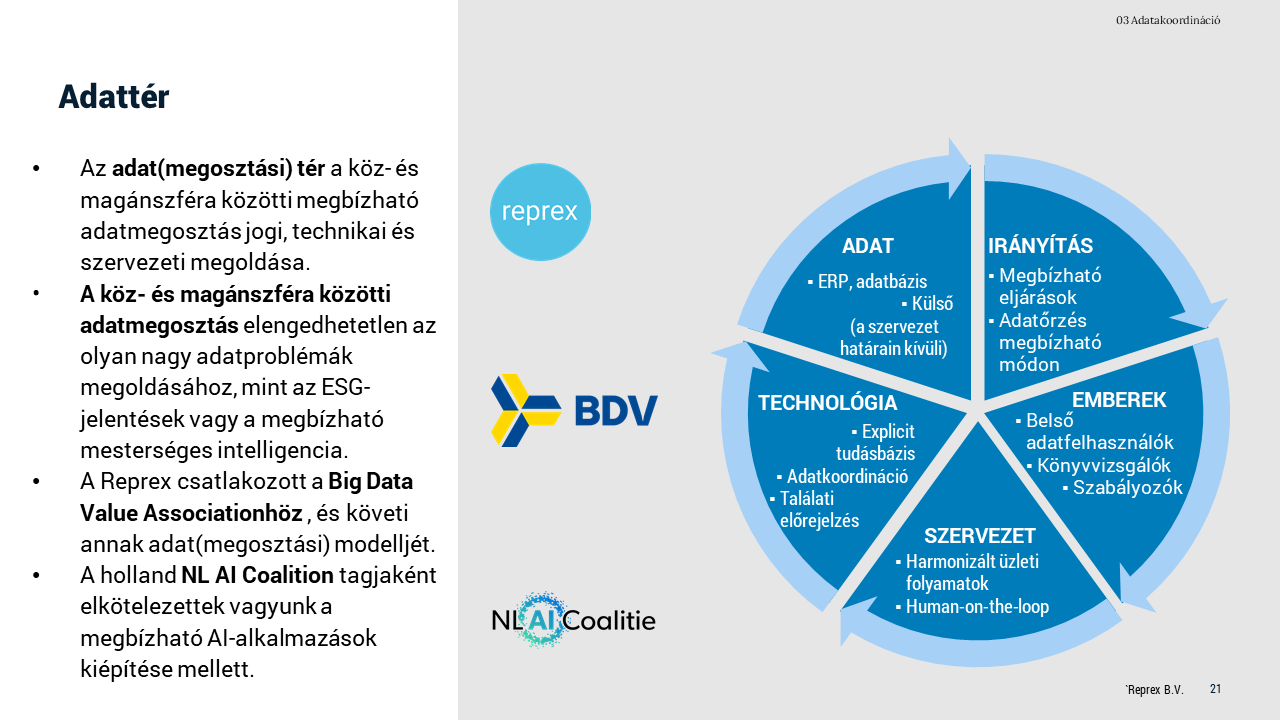 03 Adatakoordináció
Adattér
• Az adat(megosztási) tér a köz- és
magánszféra közötti megbízható
adatmegosztás jogi, technikai és
szervezeti megoldása.
• A köz- és magánszféra közötti
adatmegosztás elengedhetetlen az
olyan nagy adatproblémák
megoldásához, mint az ESG-
jelentések vagy a megbízható
mesterséges intelligencia.
• A Reprex csatlakozott a Big Data
Value Associationhöz , és követi
annak adat(megosztási) modelljét.
• A holland NL AI Coalition tagjaként
elkötelezettek vagyunk a
megbízható AI-alkalmazások
kiépítése mellett.
reprex
BDV
NL AI Coalitie
ADAT
▪ ERP, adatbázis
▪ Külső
(a szervezet
határain kívüli)
IRÁNYÍTÁS
▪ Megbízható
eljárások
▪ Adatőrzés
megbízható
módon
EMBEREK
▪ Belső
adatfelhasználók
▪ Könyvvizsgálók
▪ Szabályozók
SZERVEZET
▪ Harmonizált üzleti
folyamatok
▪ Human-on-the-loop
TECHNOLÓGIA
▪ Explicit
tudásbázis
▪ Adatkoordináció
▪ Találati
előrejelzés
`Reprex B.V. 21